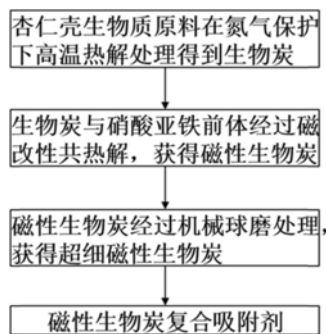 杏仁壳生物质原料在氮气保护
下高温热解处理得到生物炭
生物炭与硝酸亚铁前体经过磁
改性共热解，获得磁性生物炭
磁性生物炭经过机械球磨处理，
获得超细磁性生物炭
磁性生物炭复合吸附剂